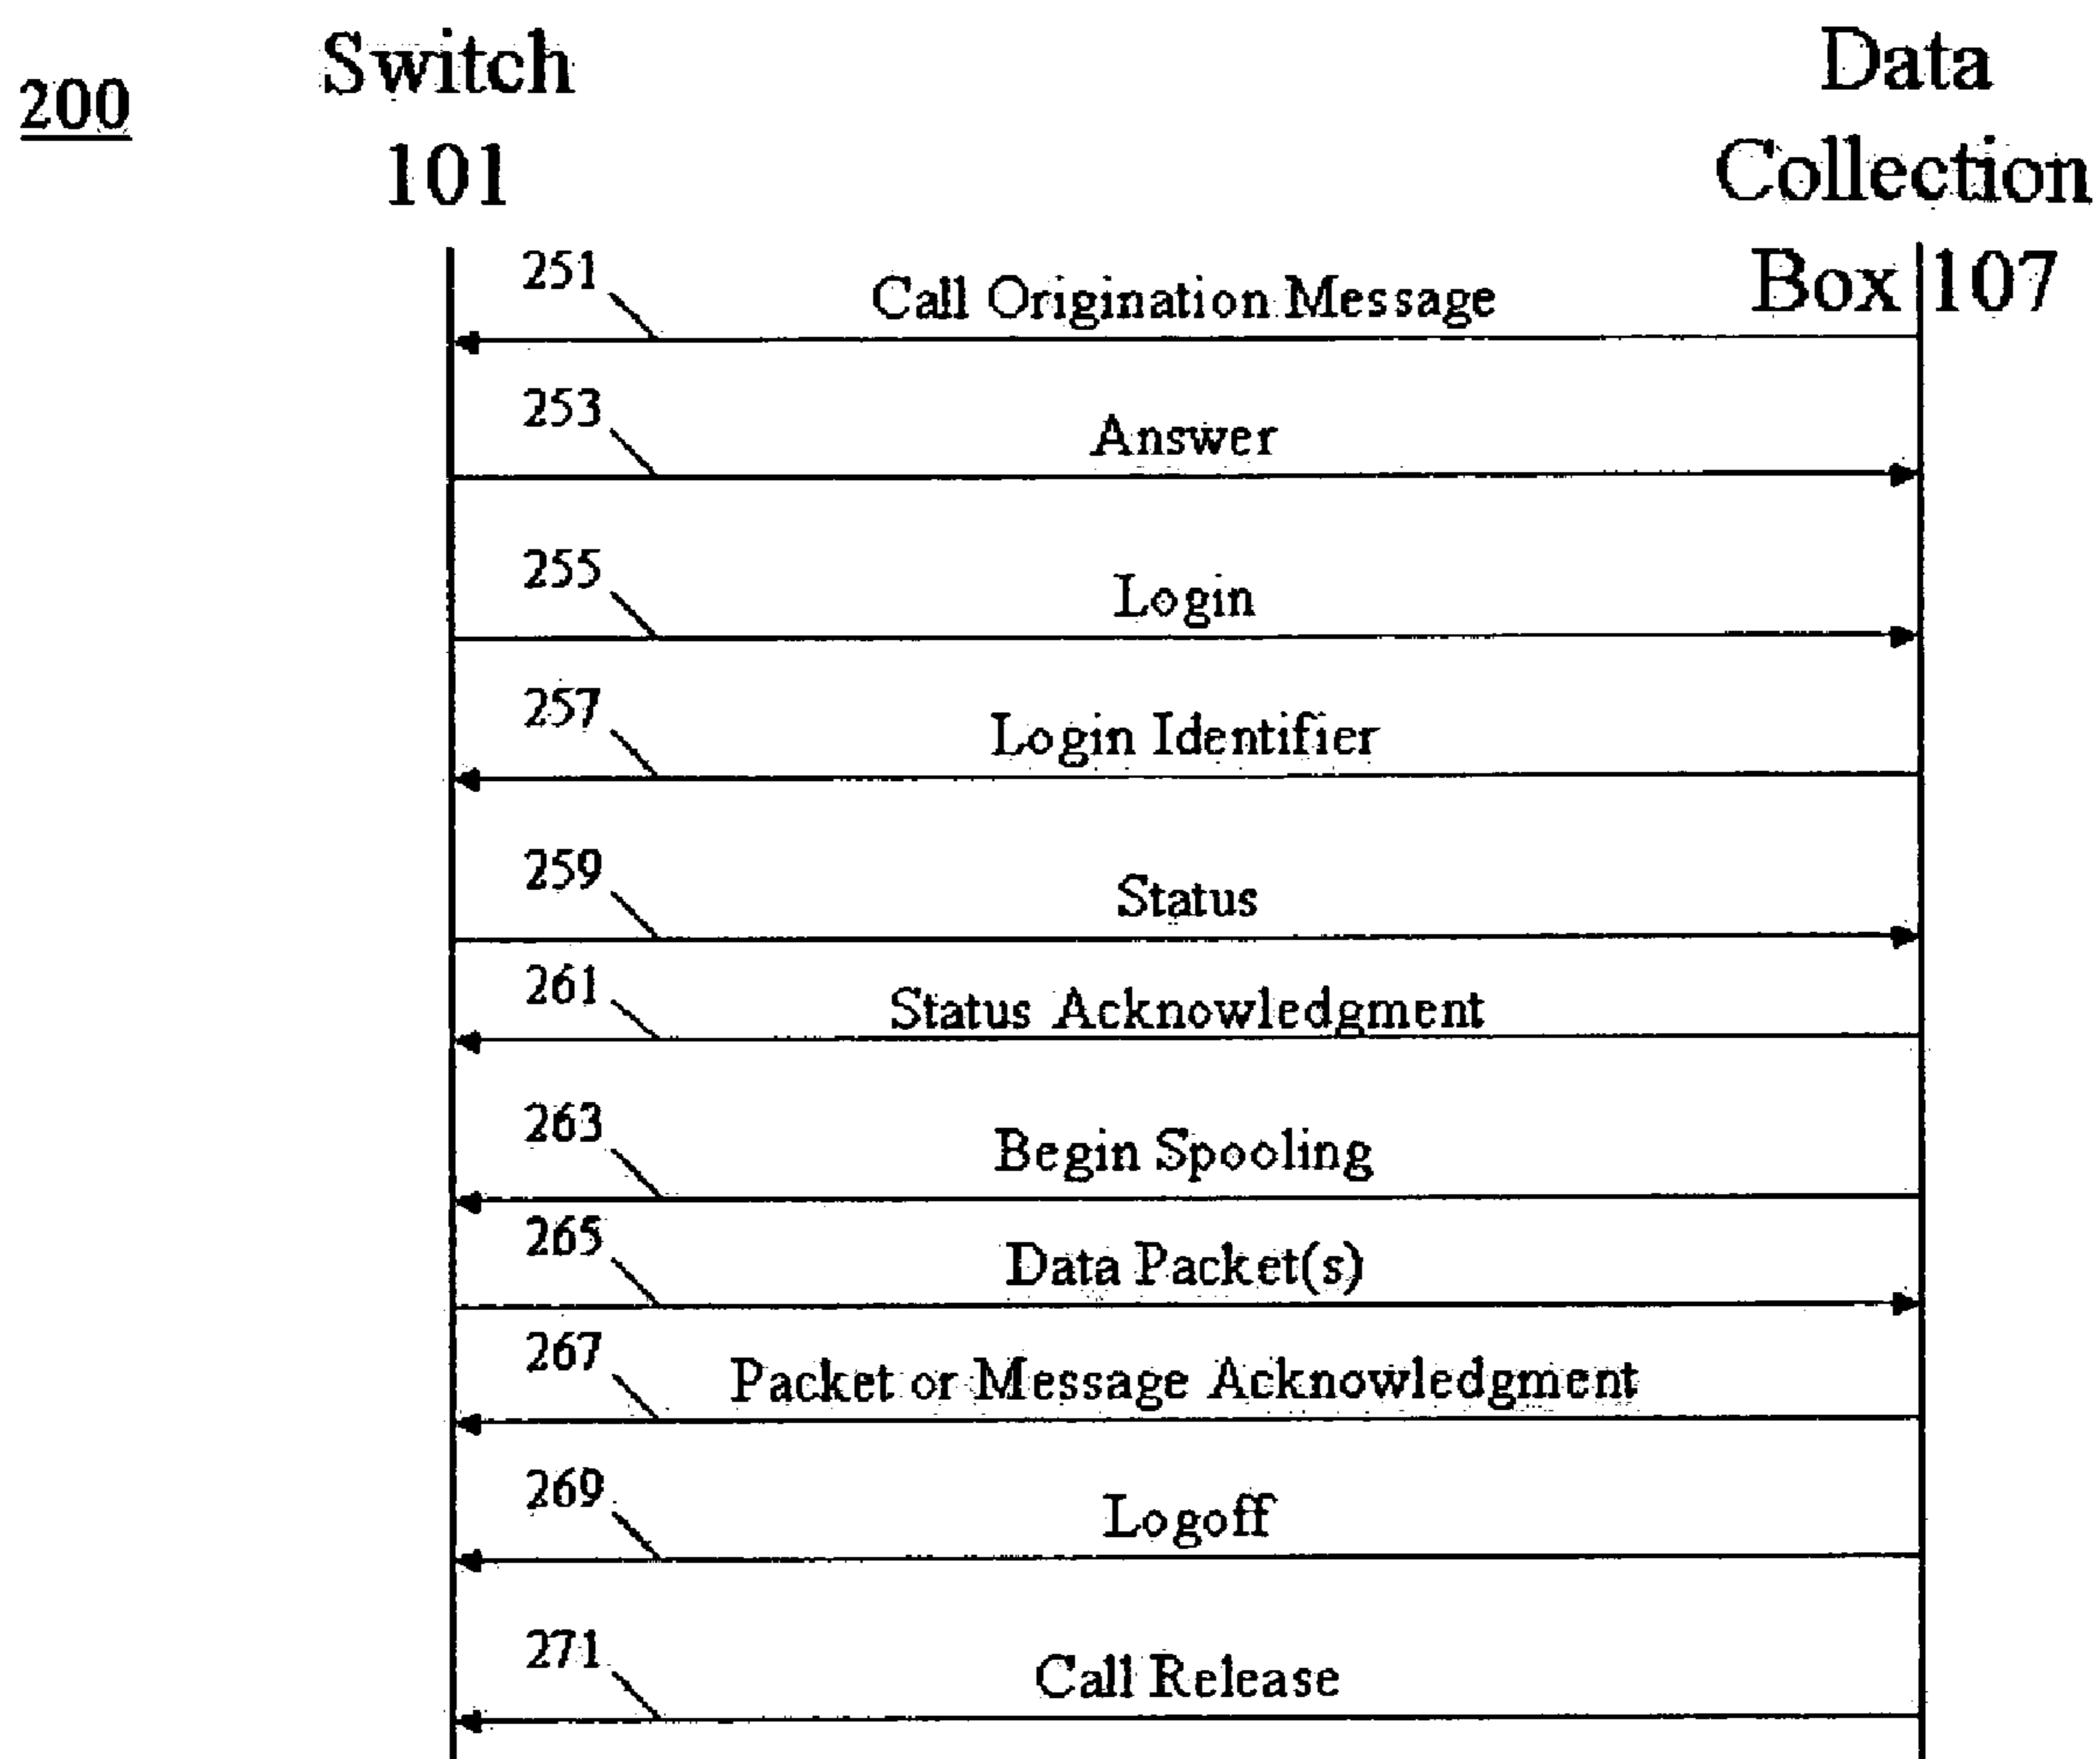 200
Switch
101
Data
Collection
Box 107
251
Call Origination Message
253
Answer
255
Login
257
Login Identifier
259
Status
261
Status Acknowledgment
263
Begin Spooling
265
Data Packet(s)
267
Packet or Message Acknowledgment
269
Logoff
271
Call Release